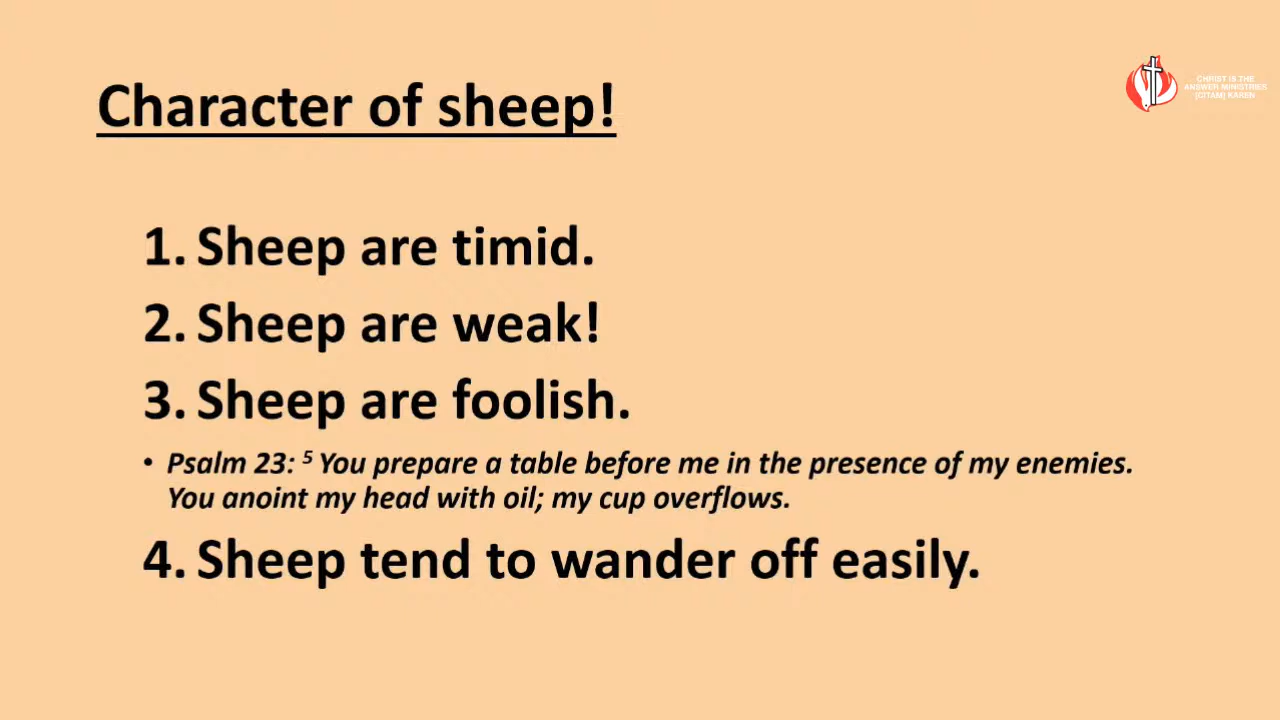 Character of sheep!
CHRIST IS THE
ANSWER MINISTRIES
(CITAM) KAREN
1. Sheep are timid.
2. Sheep are weak!
3. Sheep are foolish.
• Psalm 23: ⁵ You prepare a table before me in the presence of my enemies.
You anoint my head with oil; my cup overflows.
4. Sheep tend to wander off easily.